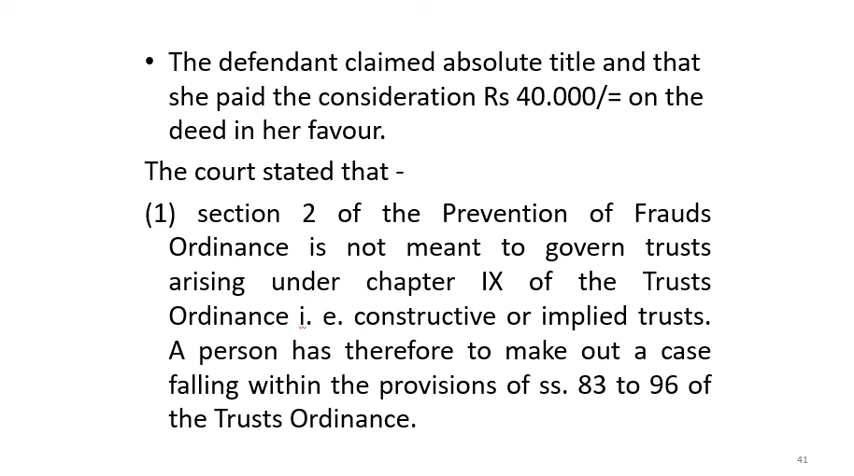 • The defendant claimed absolute title and that
she paid the consideration Rs 40.000/= on the
deed in her favour.
The court stated that -
(1) section 2 of the Prevention of Frauds
Ordinance is not meant to govern trusts
arising under chapter IX of the Trusts
Ordinance i. e. constructive or implied trusts.
A person has therefore to make out a case
falling within the provisions of ss. 83 to 96 of
the Trusts Ordinance.
41